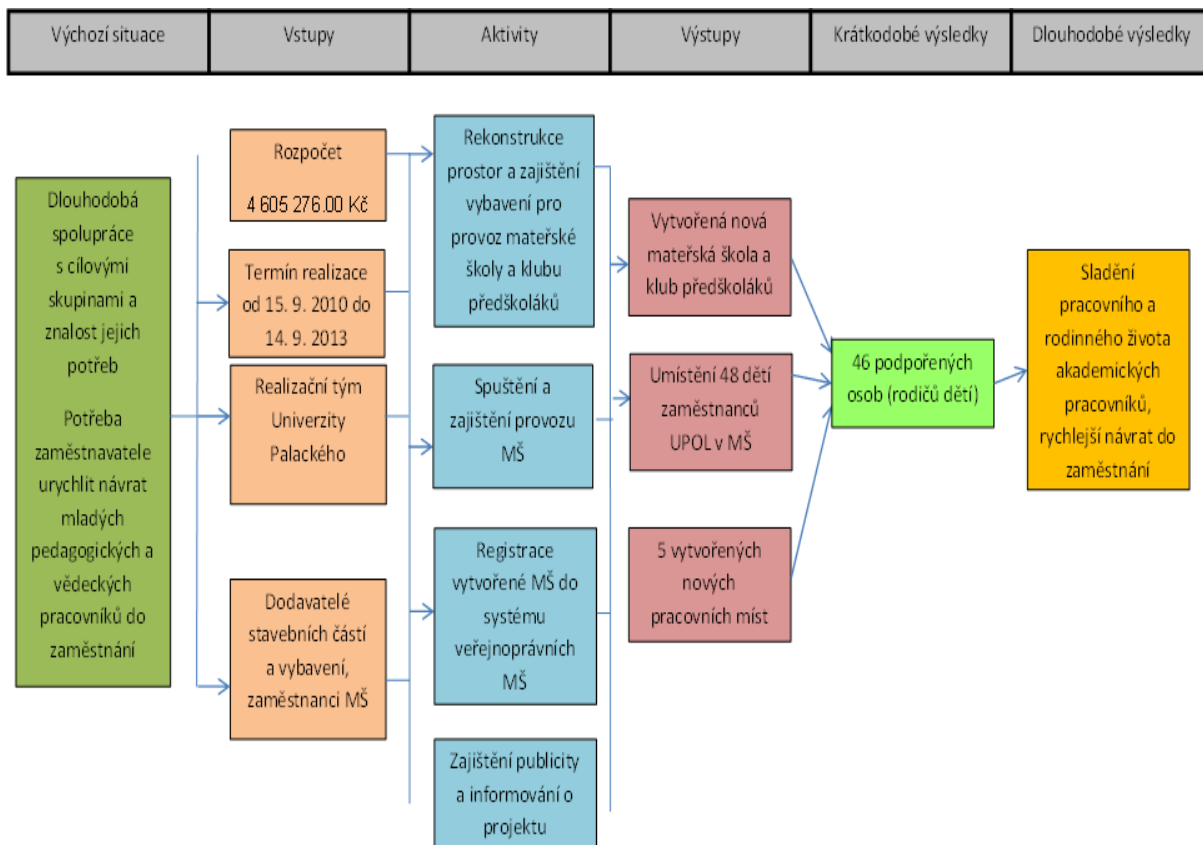 Výchozí situace
Vstupy
Aktivity
Výstupy
Krátkodobé výsledky
Dlouhodobé výsledky
Dlouhodobá
spolupráce
s cílovými
skupinami a
znalost jejich
potřeb
Potřeba
zaměstnavatele
urychlit návrat
mladých
pedagogických a
vědeckých
pracovníků do
zaměstnání
Rozpočet
4 605 276.00 Kč
Termín realizace
od 15. 9. 2010 do
14. 9. 2013
Realizační tým
Univerzity
Palackého
Dodavatelé
stavebních částí
a vybavení,
zaměstnanci MŠ
Rekonstrukce
prostor a zajištění
vybavení pro
provoz mateřské
školy a klubu
předškoláků
Spuštění a
zajištění provozu
MŠ
Registrace
vytvořené MŠ do
systému
veřejnoprávních
MŠ
Zajištění publicity
a informování o
projektu
Vytvořená nová
mateřská škola a
klub předškoláků
Umístění 48 dětí
zaměstnanců
UPOL v MŠ
5 vytvořených
nových
pracovních míst
46 podpořených
osob (rodičů dětí)
Sladění
pracovního a
rodinného života
akademických
pracovníků,
rychlejší návrat do
zaměstnání